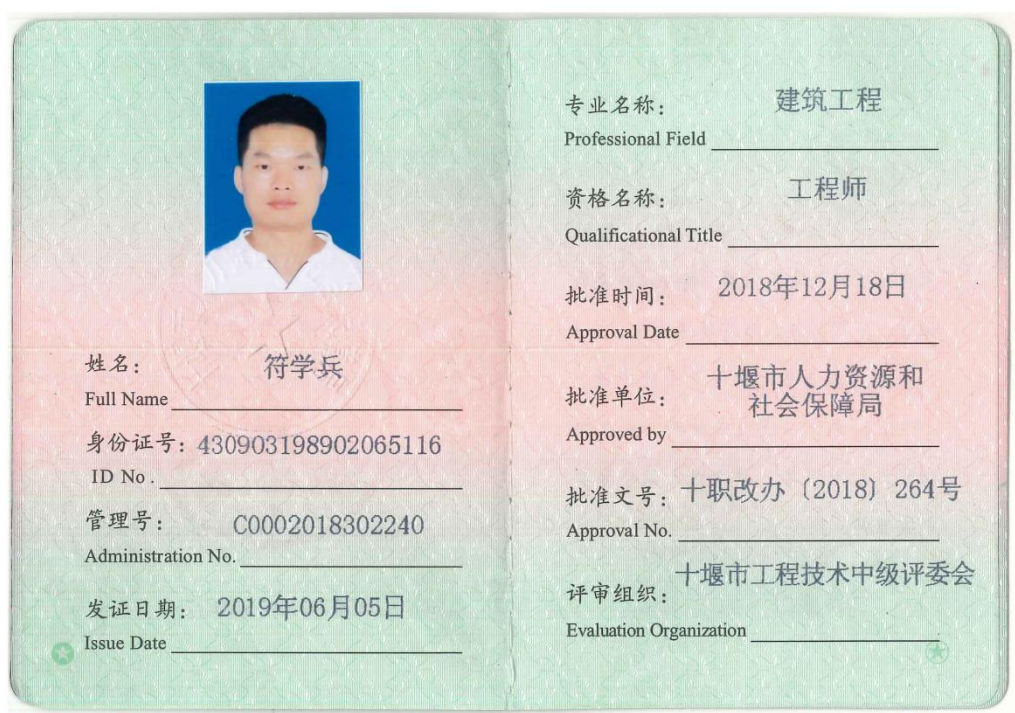 姓名: 符学兵
Full Name
身份证号: 430903198902065116
ID No .
管理号: C0002018302240
Administration No.
发证日期: 2019年06月05日
Issue Date
专业名称: 建筑工程
Professional Field
资格名称: 工程师
Qualificational Title
批准时间: 2018年12月18日
Approval Date
批准单位: 十堰市人力资源和
社会保障局
Approved by
批准文号: 十职改办〔2018〕264号
Approval No.
评审组织: 十堰市工程技术中级评委会
Evaluation Organization